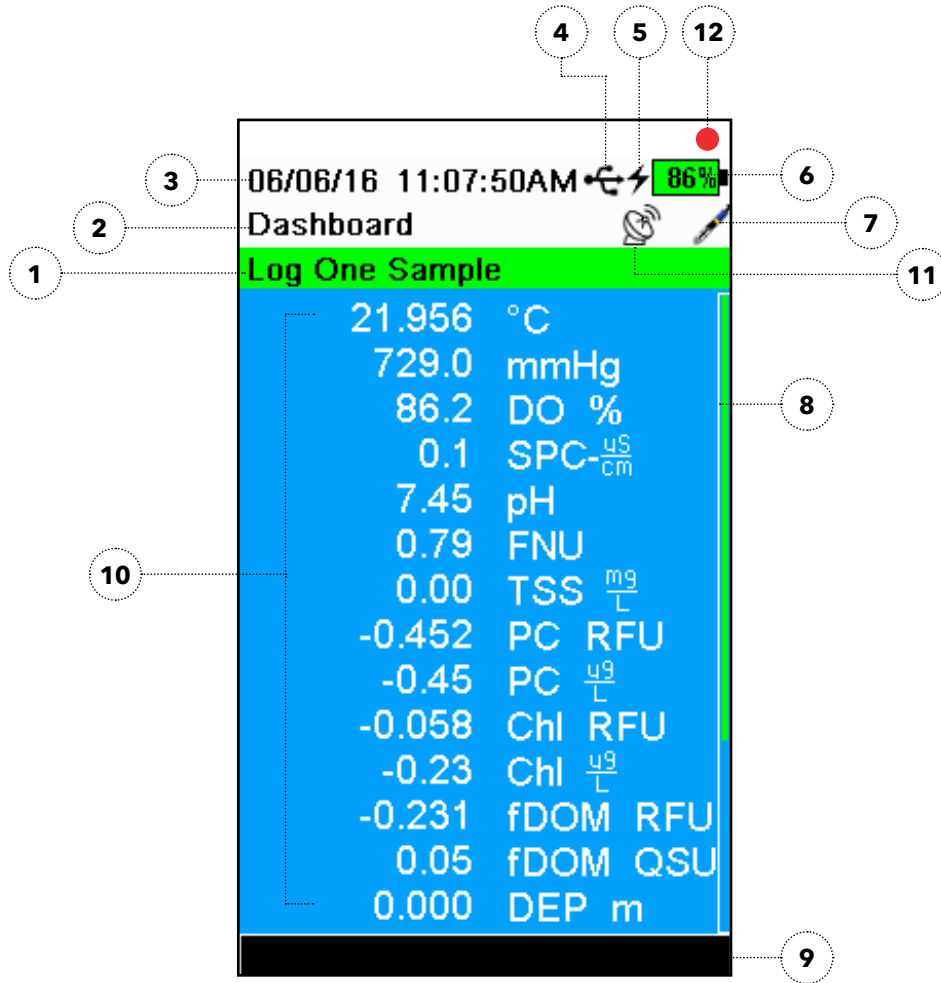 4 5 12
3 06/06/16 11:07:50AM 86% 6
2 Dashboard 7
1 Log One Sample 11
21.956 °C
729.0 mmHg
86.2 DO % 8
0.1 SPC-uS/cm
7.45 pH
0.79 FNU
10 0.00 TSS mg/L
-0.452 PC RFU
-0.45 PC ug/L
-0.058 Chl RFU
-0.23 Chl ug/L
-0.231 fDOM RFU
0.05 fDOM QSU
0.000 DEP m
9